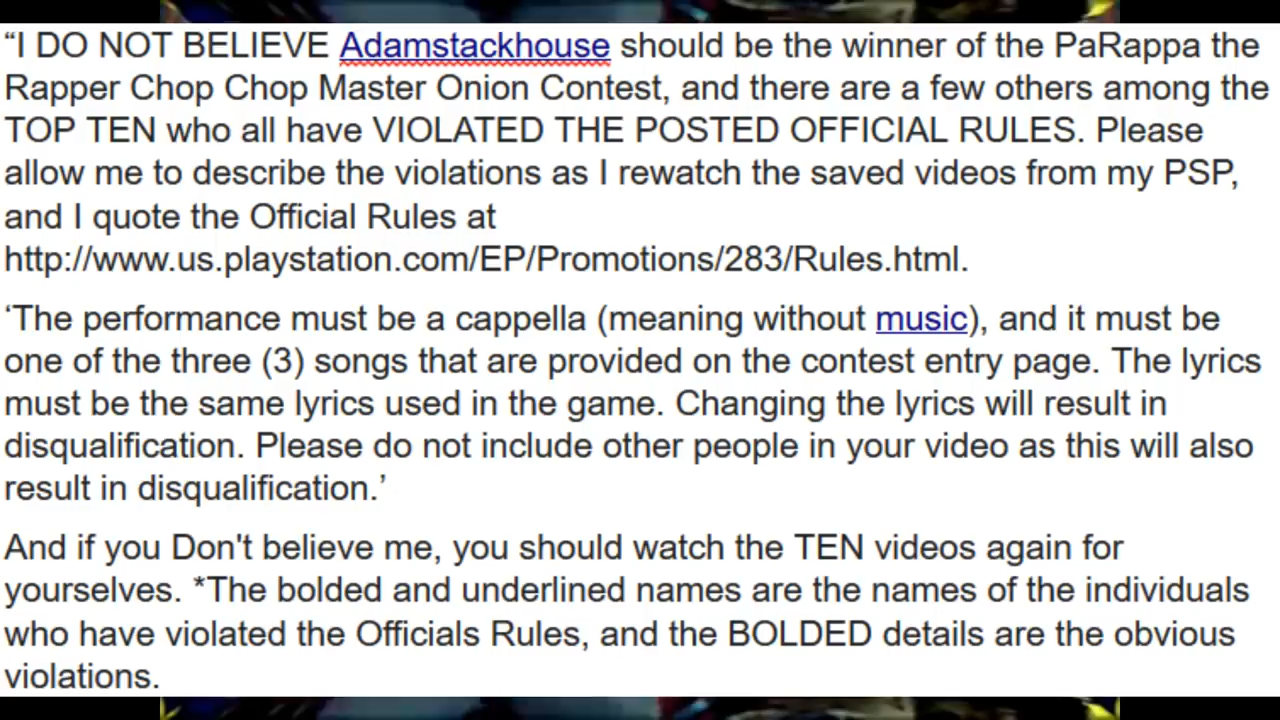 “I DO NOT BELIEVE Adamstackhouse should be the winner of the PaRappa the
Rapper Chop Chop Master Onion Contest, and there are a few others among the
TOP TEN who all have VIOLATED THE POSTED OFFICIAL RULES. Please
allow me to describe the violations as I rewatch the saved videos from my PSP,
and I quote the Official Rules at
http://www.us.playstation.com/EP/Promotions/283/Rules.html.
‘The performance must be a cappella (meaning without music), and it must be
one of the three (3) songs that are provided on the contest entry page. The lyrics
must be the same lyrics used in the game. Changing the lyrics will result in
disqualification. Please do not include other people in your video as this will also
result in disqualification.’
And if you Don't believe me, you should watch the TEN videos again for
yourselves. *The bolded and underlined names are the names of the individuals
who have violated the Officials Rules, and the BOLDED details are the obvious
violations.